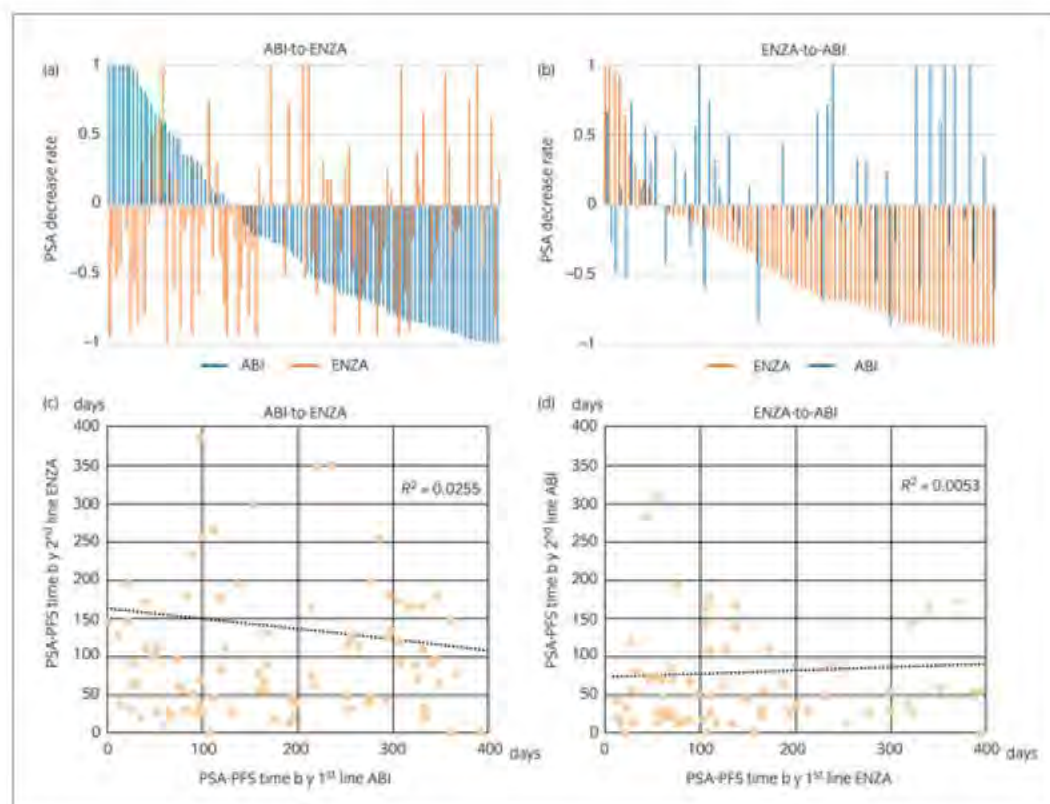 ABI-to-ENZA
(a)
PSA decrease rate
1
0.5
0
−0.5
−1
ABI
ENZA
ENZA-to-ABI
(b)
PSA decrease rate
1
0.5
0
−0.5
−1
ENZA
ABI
(c)
days
ABI-to-ENZA
PSA-PFS time b y 2nd line ENZA
400
350
300
250
200
150
100
50
0
R² = 0.0255
0 100 200 300 400 days
PSA-PFS time b y 1st line ABI
(d)
days
ENZA-to-ABI
PSA-PFS time b y 2nd line ABI
400
350
300
250
200
150
100
50
0
R² = 0.0053
0 100 200 300 400 days
PSA-PFS time b y 1st line ENZA